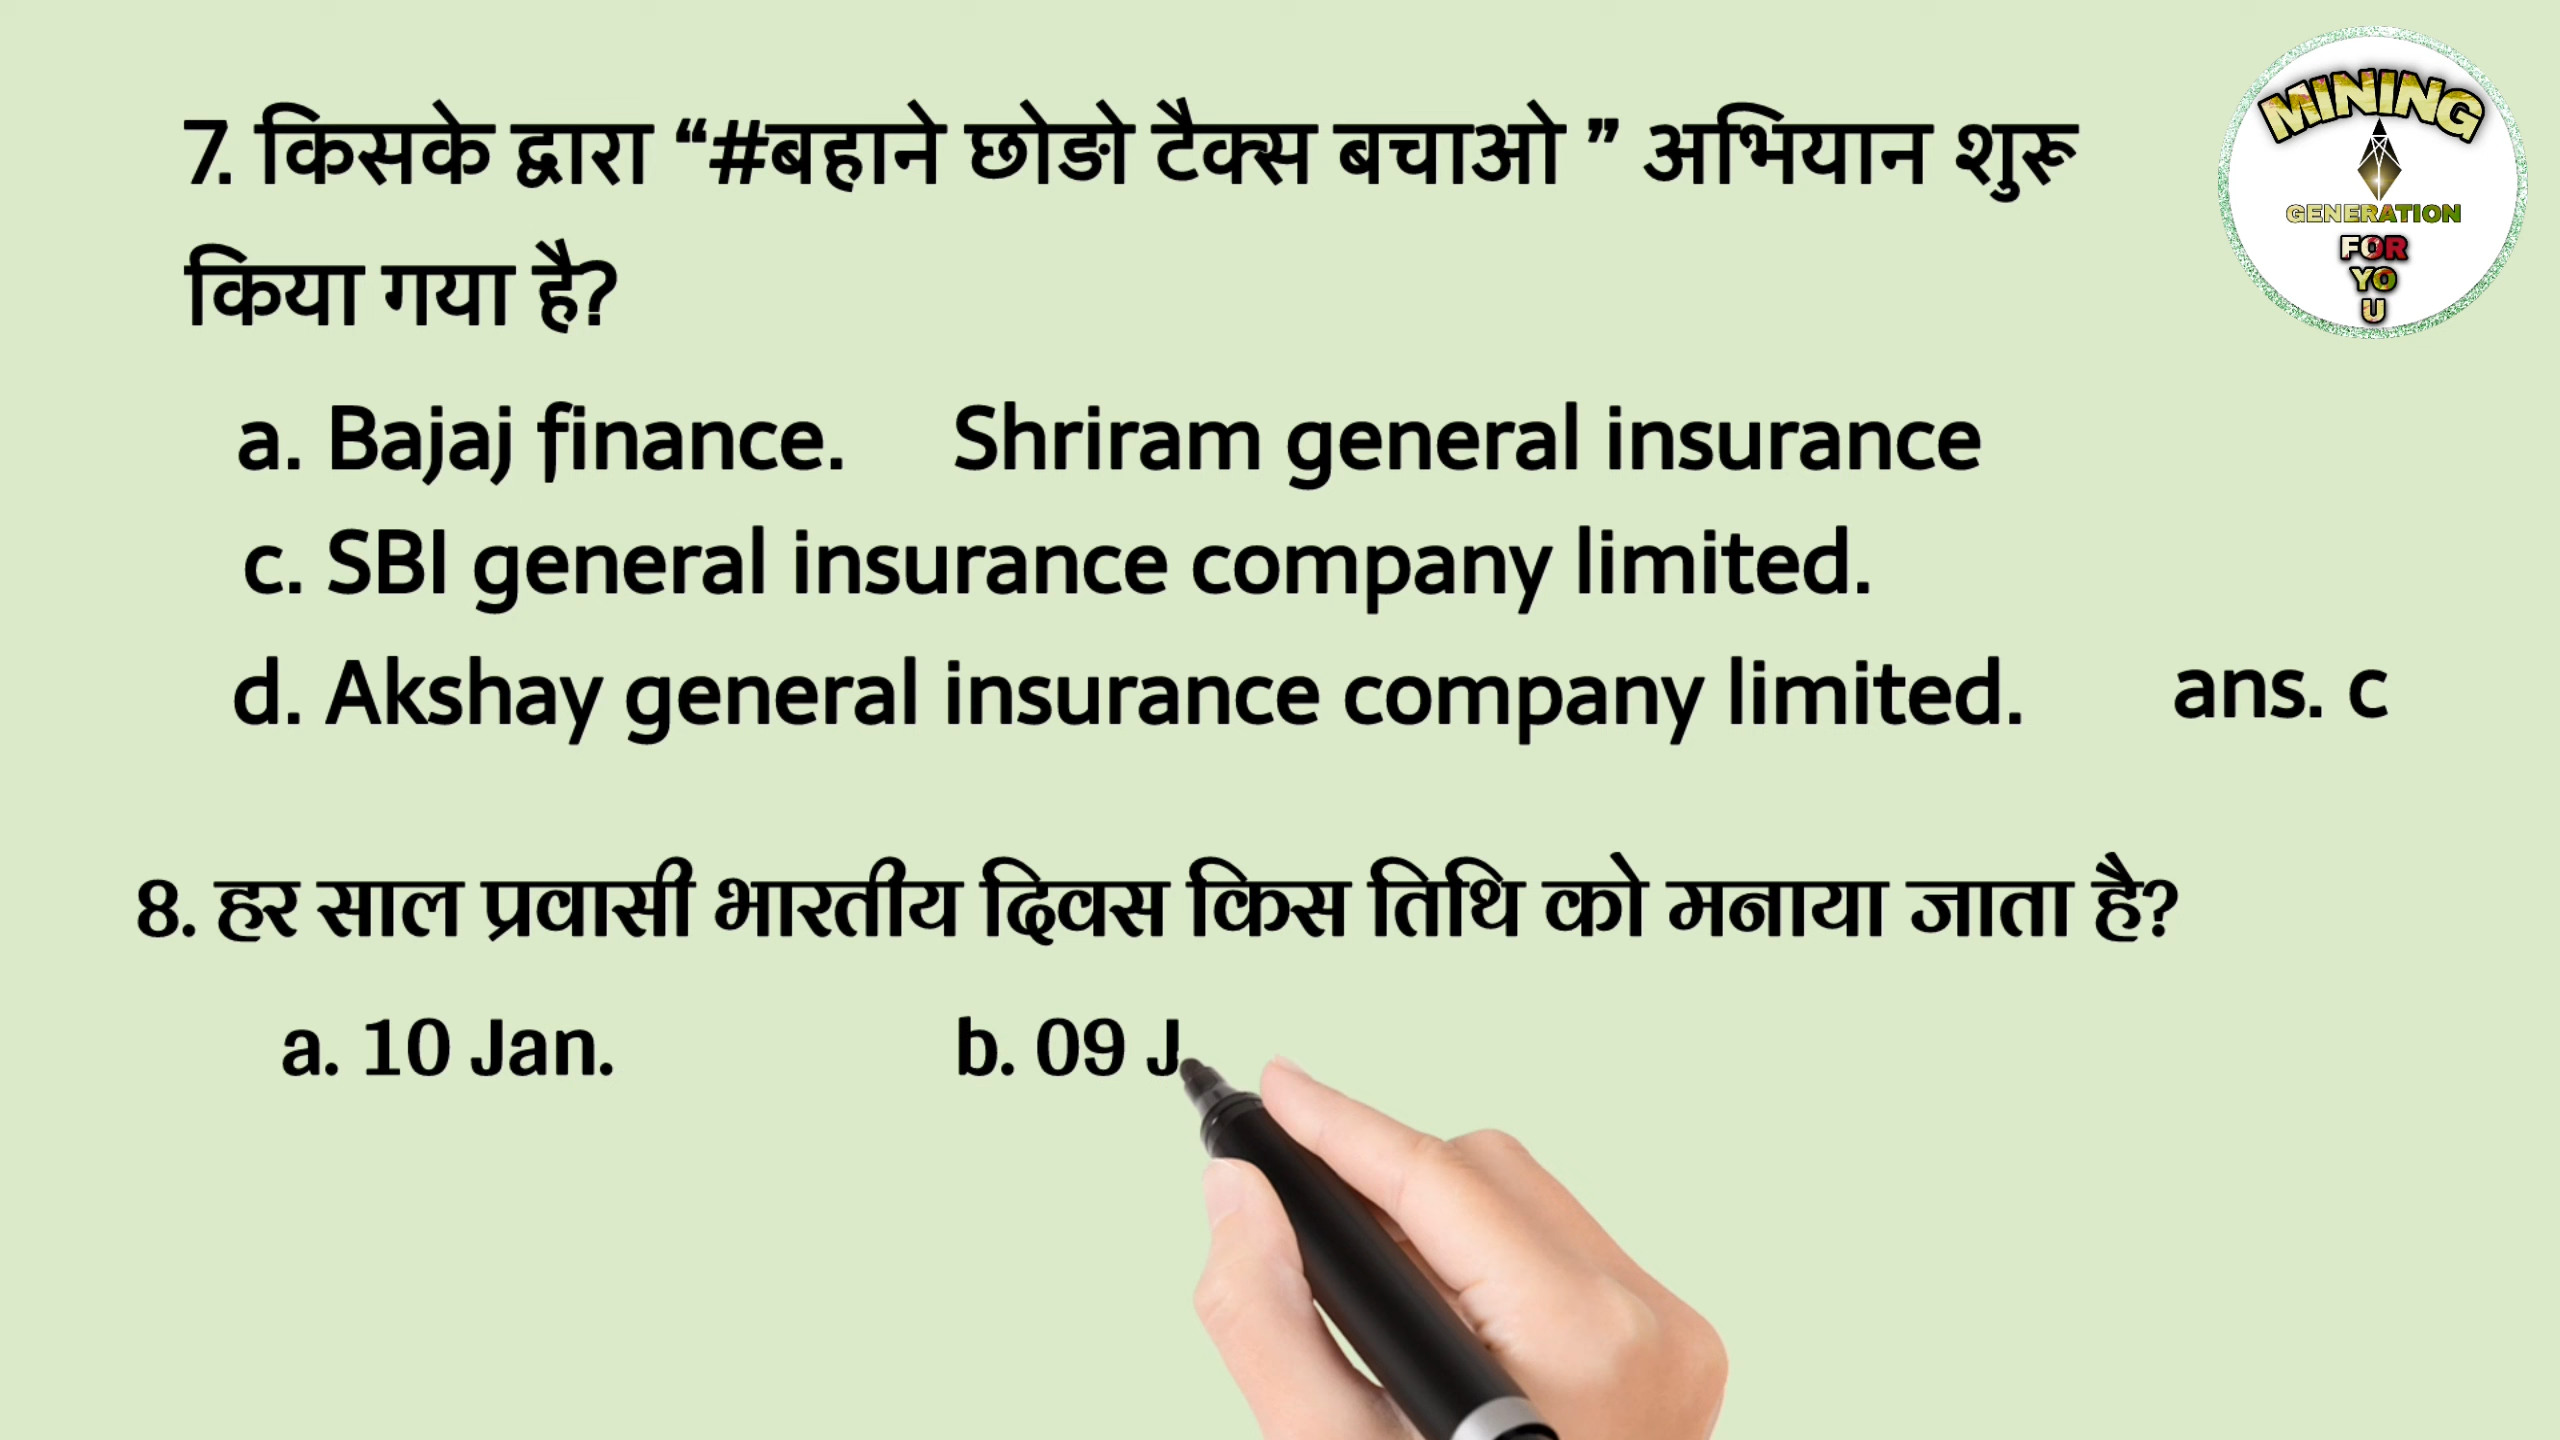 7. किसके द्वारा “#बहाने छोङो टैक्स बचाओ ” अभियान शुरू
किया गया है?
a. Bajaj finance. Shriram general insurance
c. SBI general insurance company limited.
d. Akshay general insurance company limited. ans. c
8. हर साल प्रवासी भारतीय दिवस किस तिथि को मनाया जाता है?
a. 10 Jan. b. 09 J
MINING
GENERATION
FOR
YO
U